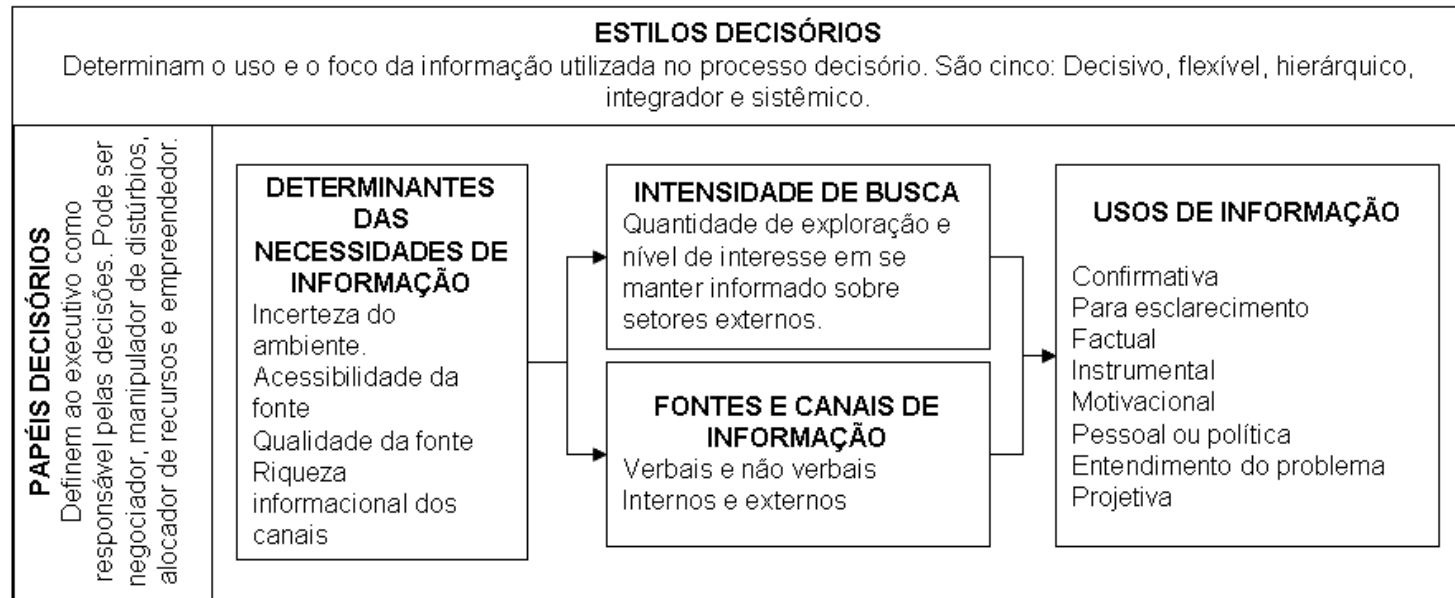 ESTILOS DECISÓRIOS
Determinam o uso e o foco da informação utilizada no processo decisório. São cinco: Decisivo, flexível, hierárquico,
integrador e sistêmico.
PAPÉIS DECISÓRIOS
Definem ao executivo como
responsável pelas decisões. Pode ser
negociador, manipulador de distúrbios,
alocador de recursos e empreendedor.
DETERMINANTES
DAS
NECESSIDADES DE
INFORMAÇÃO
Incerteza do
ambiente.
Acessibilidade da
fonte
Qualidade da fonte
Riqueza
informacional dos
canais
INTENSIDADE DE BUSCA
Quantidade de exploração e
nível de interesse em se
manter informado sobre
setores externos.
FONTES E CANAIS DE
INFORMAÇÃO
Verbais e não verbais
Internos e externos
USOS DE INFORMAÇÃO
Confirmativa
Para esclarecimento
Factual
Instrumental
Motivacional
Pessoal ou política
Entendimento do problema
Projetiva